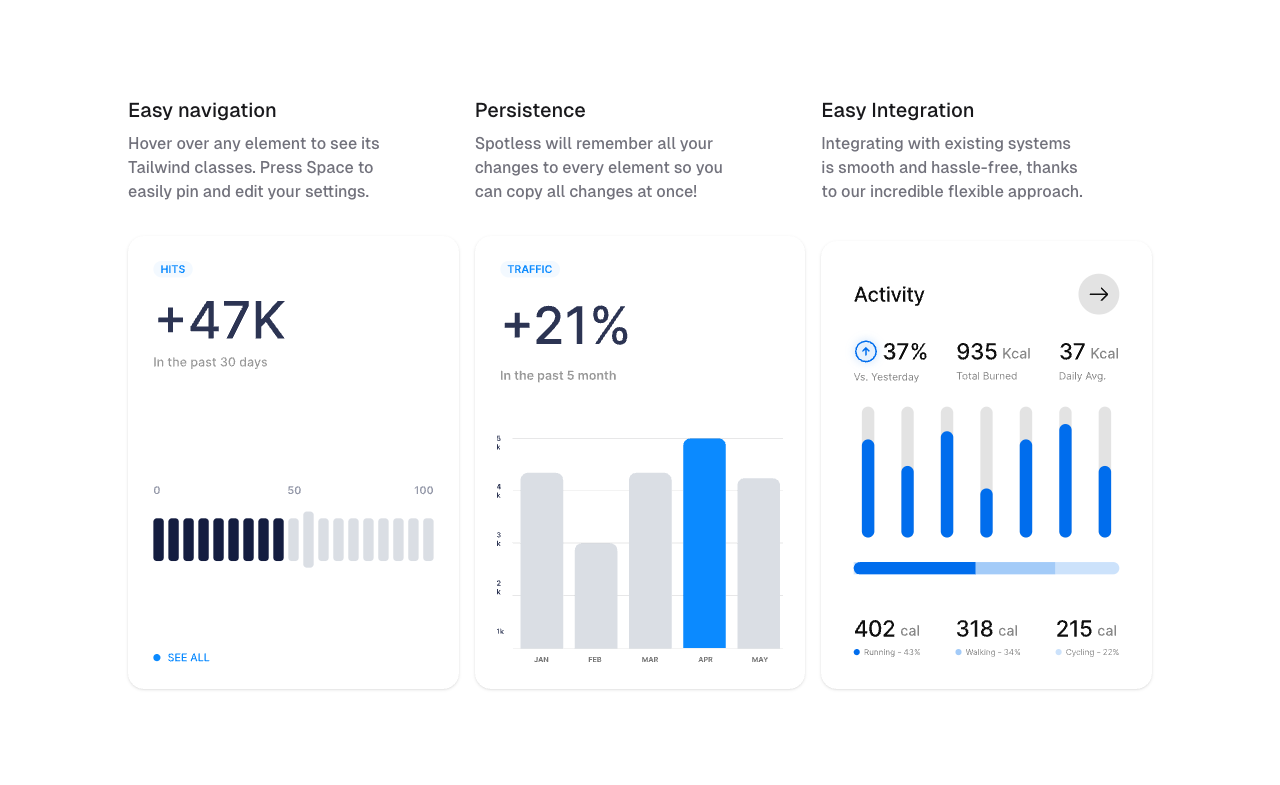 Easy navigation
Hover over any element to see its
Tailwind classes. Press Space to
easily pin and edit your settings.
Persistence
Spotless will remember all your
changes to every element so you
can copy all changes at once!
Easy Integration
Integrating with existing systems
is smooth and hassle-free, thanks
to our incredible flexible approach.
HITS
+47K
In the past 30 days
0 50 100
SEE ALL
TRAFFIC
+21%
In the past 5 month
5
k
4
k
3
k
2
k
1k
JAN FEB MAR APR MAY
Activity
37% 935 Kcal 37 Kcal
Vs. Yesterday Total Burned Daily Avg.
402 cal 318 cal 215 cal
Running - 43% Walking - 34% Cycling - 22%